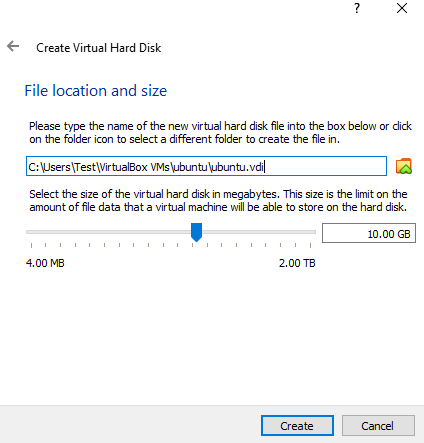 ?
Create Virtual Hard Disk
File location and size
Please type the name of the new virtual hard disk file into the box below or click
on the folder icon to select a different folder to create the file in.
C:\Users\Test\VirtualBox VMs\ubuntu\ubuntu.vdi
Select the size of the virtual hard disk in megabytes. This size is the limit on the
amount of file data that a virtual machine will be able to store on the hard disk.
10.00 GB
4.00 MB 2.00 TB
Create Cancel